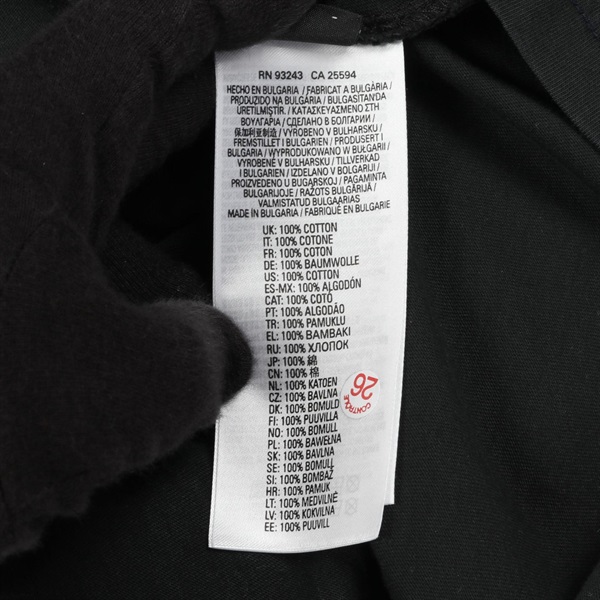 RN 93243 CA 25594
HECHO EN BULGARIA / FABRICAT A BULGÀRIA /
PRODUZIDO NA BULGÁRIA / BULGASİTAN'DA
ÜRETİLMİŞTİR. / ΚΑΤΑΣΚΕΥΑΣΜΕΝΟ ΣΤΗ
ΒΟΥΛΓΑΡΙΑ / СДЕЛАНО В БОЛГАРИИ /
保加利亚制造 / VYROBENO V BULHARSKU /
FREMSTILLET I BULGARIEN / PRODUSERT I
BULGARIA / WYPRODUKOWANO W BUŁGARII /
VYROBENÉ V BULHARSKU / TILLVERKAD
I BULGARIEN / IZDELANO V BOLGARIJI /
PROIZVEDENO U BUGARSKOJ / PAGAMINTA
BULGARIJOJE / RAŽOTS BULGĀRIJĀ /
VALMISTATUD BULGAARIAS
MADE IN BULGARIA / FABRIQUÉ EN BULGARIE
UK: 100% COTTON
IT: 100% COTONE
FR: 100% COTON
DE: 100% BAUMWOLLE
US: 100% COTTON
ES-MX: 100% ALGODÓN
CAT: 100% COTÓ
PT: 100% ALGODÃO
TR: 100% PAMUKLU
EL: 100% ΒΑΜΒΑΚΙ
RU: 100% ХЛОПОК
JP: 100% 綿
CN: 100% 棉
NL: 100% KATOEN
CZ: 100% BAVLNA
DK: 100% BOMULD
FI: 100% PUUVILLA
NO: 100% BOMULL
PL: 100% BAWEŁNA
SK: 100% BAVLNA
SE: 100% BOMULL
SI: 100% BOMBAŽ
HR: 100% PAMUK
LT: 100% MEDVILNĖ
LV: 100% KOKVILNA
EE: 100% PUUVILL
26